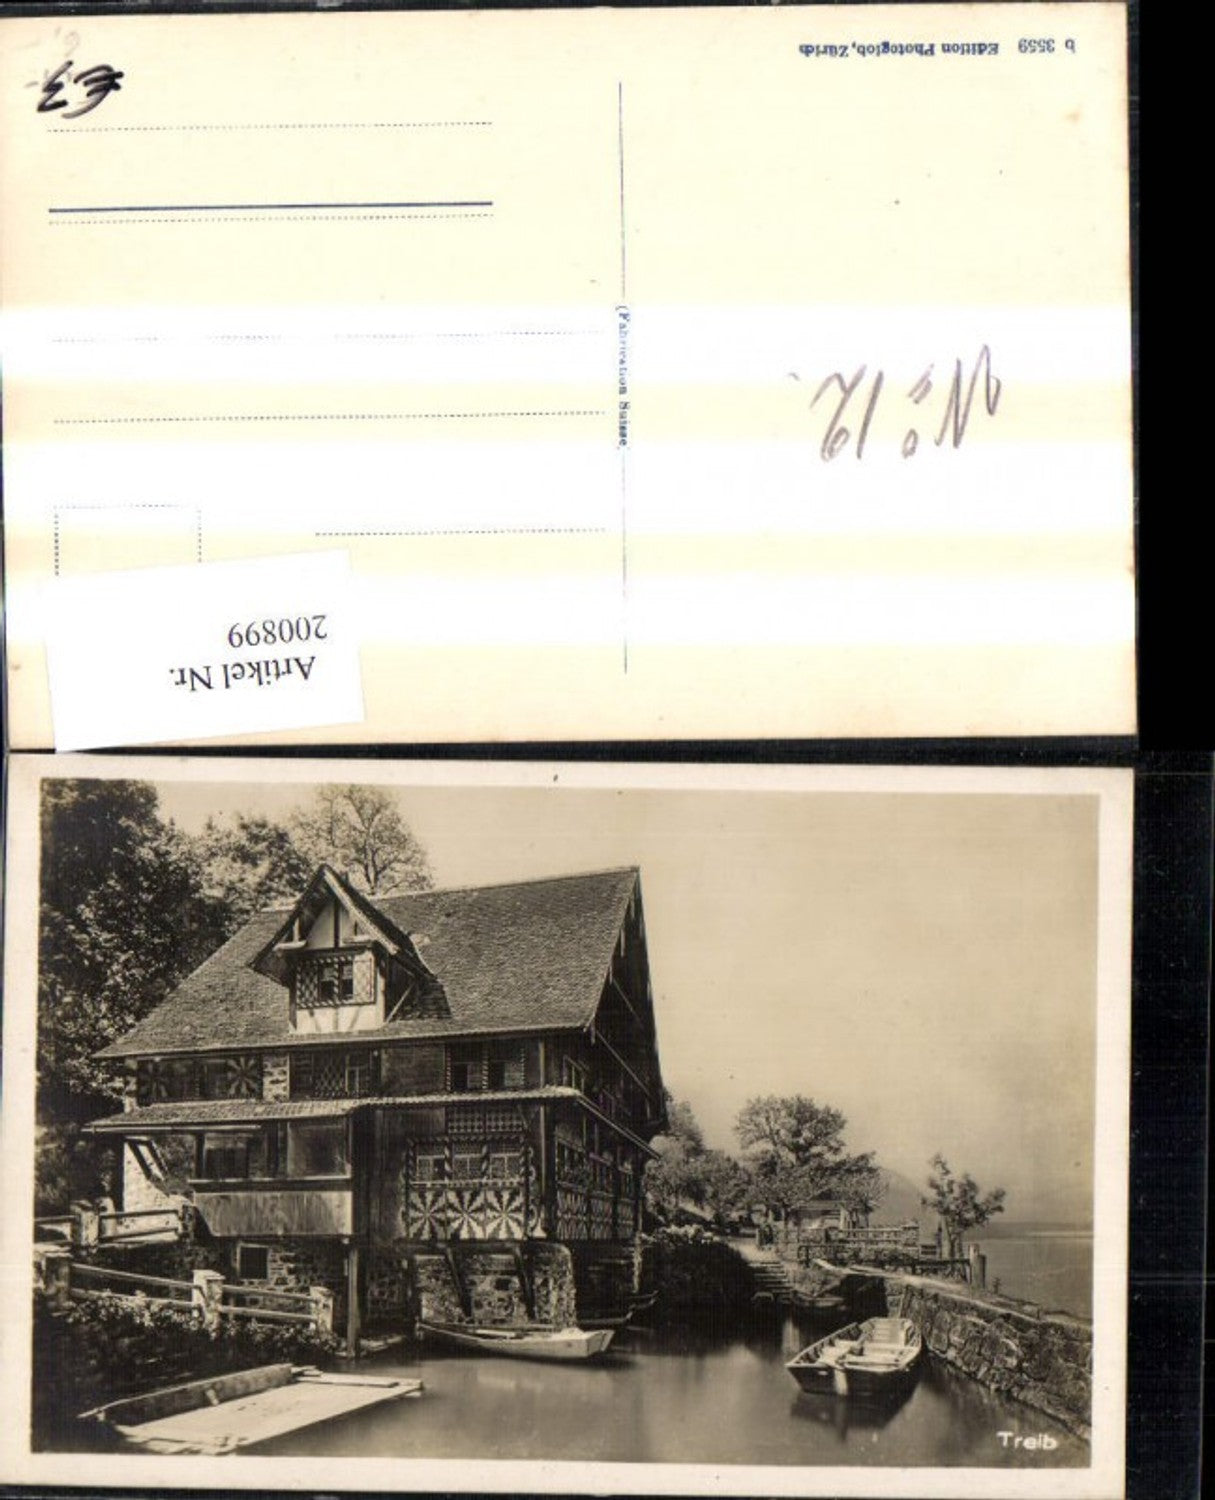 b 3559 Edition Photoglob, Zürich
(Fabrication Suisse)
No 12
€3
Artikel Nr.
200899
Treib